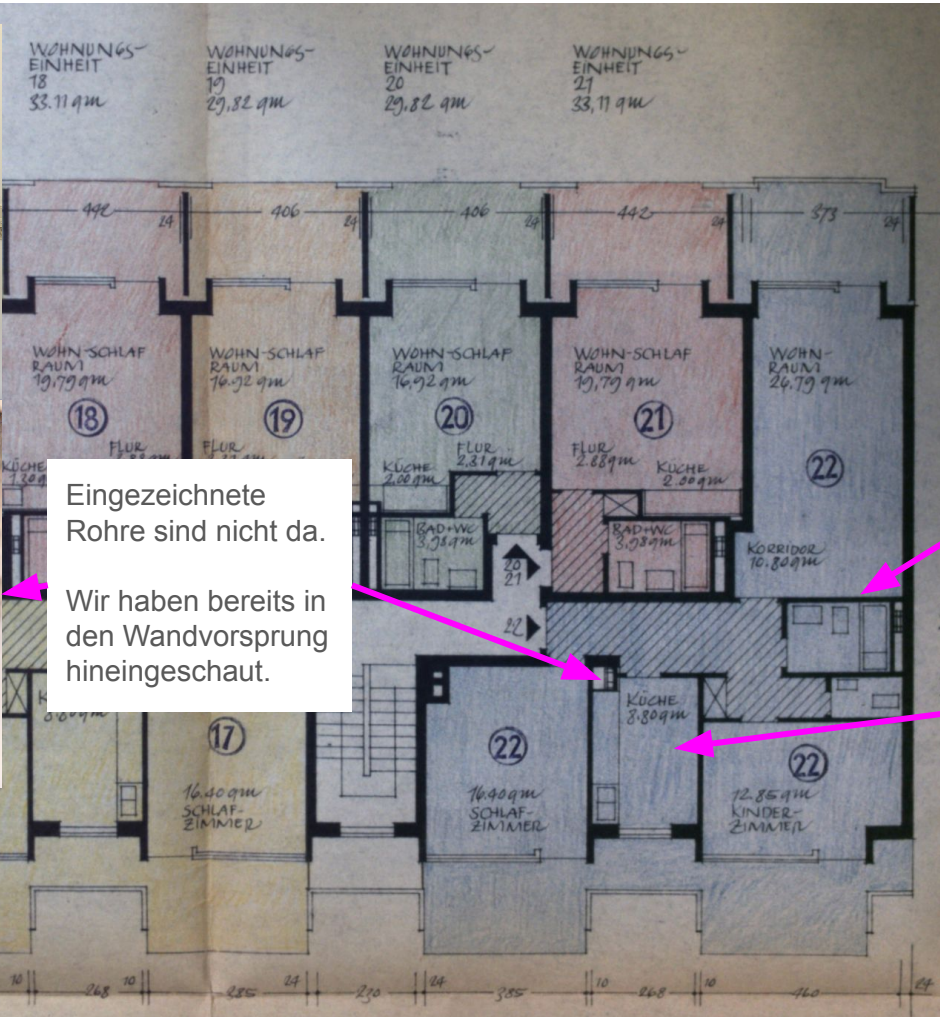 WOHNUNGS-
EINHEIT
18
33.11 qm
WOHNUNGS-
EINHEIT
19
29,82 qm
WOHNUNGS-
EINHEIT
20
29,82 qm
WOHNUNGS-
EINHEIT
21
33,11 qm
442
24
406
24
406
24
442
24
373
24
WOHN-SCHLAF
RAUM
19,79 qm
18
FLUR
KÜCHE
WOHN-SCHLAF
RAUM
16.92 qm
19
FLUR
WOHN-SCHLAF
RAUM
16,92 qm
20
FLUR
2,31 qm
KÜCHE
2,00 qm
BAD+WC
3,98 qm
WOHN-SCHLAF
RAUM
19,79 qm
21
FLUR
2.88 qm
KÜCHE
2.00 qm
BAD+WC
3,98 qm
WOHN-
RAUM
24.79 qm
22
KORRIDOR
10.80 qm
20
21
22
Eingezeichnete
Rohre sind nicht da.
Wir haben bereits in
den Wandvorsprung
hineingeschaut.
8.80 qm
17
16.40 qm
SCHLAF-
ZIMMER
22
16.40 qm
SCHLAF-
ZIMMER
KÜCHE
8.80 qm
22
12.85 qm
KINDER-
ZIMMER
10
268
10
385
24
230
24
385
10
268
10
460
24